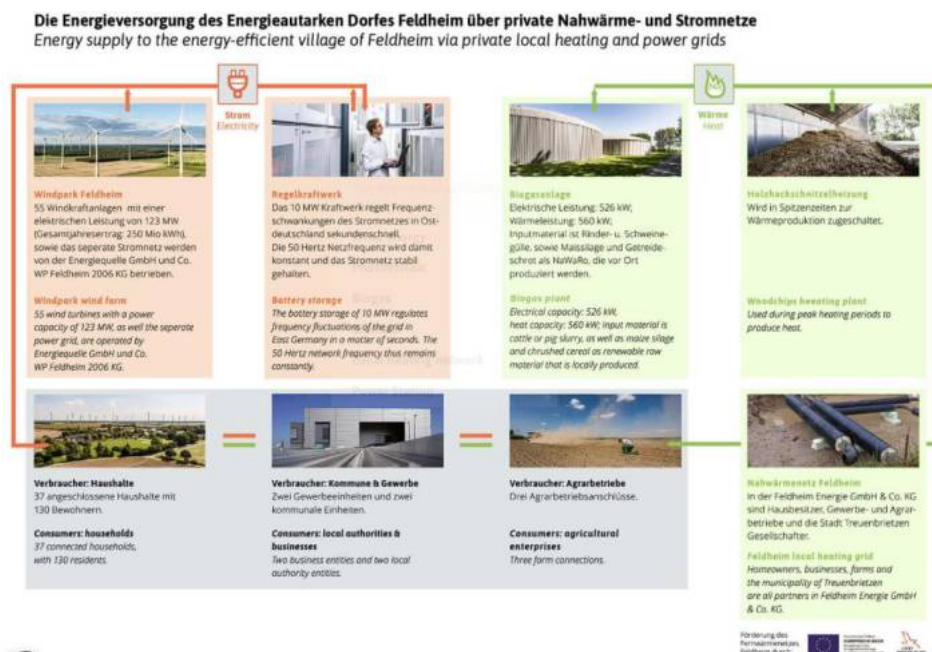 Die Energieversorgung des Energieautarken Dorfes Feldheim über private Nahwärme- und Stromnetze
Energy supply to the energy-efficient village of Feldheim via private local heating and power grids
Strom
Electricity
Wärme
Heat
Windpark Feldheim
55 Windkraftanlagen mit einer
elektrischen Leistung von 123 MW
(Gesamtjahresertrag: 250 Mio kWh),
sowie das seperate Stromnetz werden
von der Energiequelle GmbH und Co.
WP Feldheim 2006 KG betrieben.
Windpark wind farm
55 wind turbines with a power
capacity of 123 MW, as well the seperate
power grid, are operated by
Energiequelle GmbH und Co.
WP Feldheim 2006 KG.
Regelkraftwerk
Das 10 MW Kraftwerk regelt Frequenz-
schwankungen des Stromnetzes in Ost-
deutschland sekundenschnell.
Die 50 Hertz Netzfrequenz wird damit
konstant und das Stromnetz stabil
gehalten.
Battery storage
The battery storage of 10 MW regulates
frequency fluctuations of the grid in
East Germany in a matter of seconds. The
50 Hertz network frequency thus remains
constantly.
Biogasanlage
Elektrische Leistung: 526 kW;
Wärmeleistung: 560 kW;
Inputmaterial ist Rinder- u. Schweine-
gülle, sowie Maissilage und Getreide-
schrot als NaWaRo, die vor Ort
produziert werden.
Biogas plant
Electrical capacity: 526 kW,
heat capacity: 560 kW; input material is
cattle or pig slurry, as well as maize silage
and chrushed cereal as renewable raw
material that is locally produced.
Holzhackschnitzelheizung
Wird in Spitzenzeiten zur
Wärmeproduktion zugeschaltet.
Woodchips heeating plant
Used during peak heating periods to
produce heat.
Verbraucher: Haushalte
37 angeschlossene Haushalte mit
130 Bewohnern.
Consumers: households
37 connected households,
with 130 residents.
Verbraucher: Kommune & Gewerbe
Zwei Gewerbeeinheiten und zwei
kommunale Einheiten.
Consumers: local authorities &
businesses
Two business entities and two local
authority entities.
Verbraucher: Agrarbetriebe
Drei Agrarbetriebsanschlüsse.
Consumers: agricultural
enterprises
Three farm connections.
Nahwärmenetz Feldheim
In der Feldheim Energie GmbH & Co. KG
sind Hausbesitzer, Gewerbe- und Agrar-
betriebe und die Stadt Treuenbrietzen
Gesellschafter.
Feldheim local heating grid
Homeowners, businesses, farms and
the municipality of Treuenbrietzen
are all partners in Feldheim Energie GmbH
& Co. KG.
Förderung des
Fernwärmenetzes
Feldheim durch: